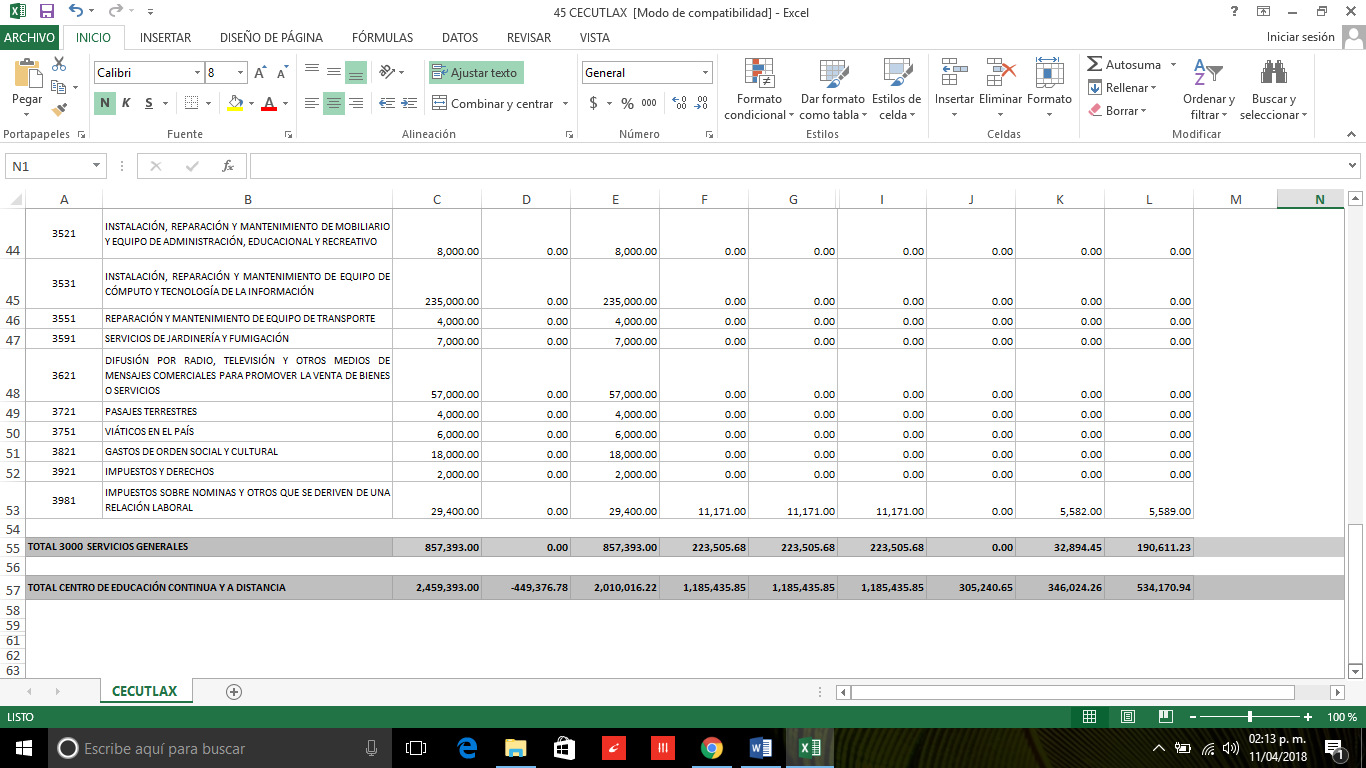 45 CECUTLAX [Modo de compatibilidad] - Excel
?
ARCHIVO INICIO INSERTAR DISEÑO DE PÁGINA FÓRMULAS DATOS REVISAR VISTA Iniciar sesión
Pegar
Calibri 8 A A
N K S A
Ajustar texto
Combinar y centrar
General
$ % 000
Formato condicional
Dar formato como tabla
Estilos de celda
Insertar Eliminar Formato
Autosuma
Rellenar
Borrar
Ordenar y filtrar
Buscar y seleccionar
Portapapeles Fuente Alineación Número Estilos Celdas Modificar
N1 fx
A B C D E F G I J K L M N
44 3521 INSTALACIÓN, REPARACIÓN Y MANTENIMIENTO DE MOBILIARIO
Y EQUIPO DE ADMINISTRACIÓN, EDUCACIONAL Y RECREATIVO 8,000.00 0.00 8,000.00 0.00 0.00 0.00 0.00 0.00 0.00
45 3531 INSTALACIÓN, REPARACIÓN Y MANTENIMIENTO DE EQUIPO DE
CÓMPUTO Y TECNOLOGÍA DE LA INFORMACIÓN 235,000.00 0.00 235,000.00 0.00 0.00 0.00 0.00 0.00 0.00
46 3551 REPARACIÓN Y MANTENIMIENTO DE EQUIPO DE TRANSPORTE 4,000.00 0.00 4,000.00 0.00 0.00 0.00 0.00 0.00 0.00
47 3591 SERVICIOS DE JARDINERÍA Y FUMIGACIÓN 7,000.00 0.00 7,000.00 0.00 0.00 0.00 0.00 0.00 0.00
48 3621 DIFUSIÓN POR RADIO, TELEVISIÓN Y OTROS MEDIOS DE
MENSAJES COMERCIALES PARA PROMOVER LA VENTA DE BIENES
O SERVICIOS 57,000.00 0.00 57,000.00 0.00 0.00 0.00 0.00 0.00 0.00
49 3721 PASAJES TERRESTRES 4,000.00 0.00 4,000.00 0.00 0.00 0.00 0.00 0.00 0.00
50 3751 VIÁTICOS EN EL PAÍS 6,000.00 0.00 6,000.00 0.00 0.00 0.00 0.00 0.00 0.00
51 3821 GASTOS DE ORDEN SOCIAL Y CULTURAL 18,000.00 0.00 18,000.00 0.00 0.00 0.00 0.00 0.00 0.00
52 3921 IMPUESTOS Y DERECHOS 2,000.00 0.00 2,000.00 0.00 0.00 0.00 0.00 0.00 0.00
53 3981 IMPUESTOS SOBRE NOMINAS Y OTROS QUE SE DERIVEN DE UNA
RELACIÓN LABORAL 29,400.00 0.00 29,400.00 11,171.00 11,171.00 11,171.00 0.00 5,582.00 5,589.00
54
55 TOTAL 3000 SERVICIOS GENERALES 857,393.00 0.00 857,393.00 223,505.68 223,505.68 223,505.68 0.00 32,894.45 190,611.23
56
57 TOTAL CENTRO DE EDUCACIÓN CONTINUA Y A DISTANCIA 2,459,393.00 -449,376.78 2,010,016.22 1,185,435.85 1,185,435.85 1,185,435.85 305,240.65 346,024.26 534,170.94
58
59
61
62
63
CECUTLAX
LISTO 100 %
Escribe aquí para buscar
02:13 p. m.
11/04/2018
1